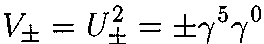 V_± = U_±^2 = ±γ^5γ^0